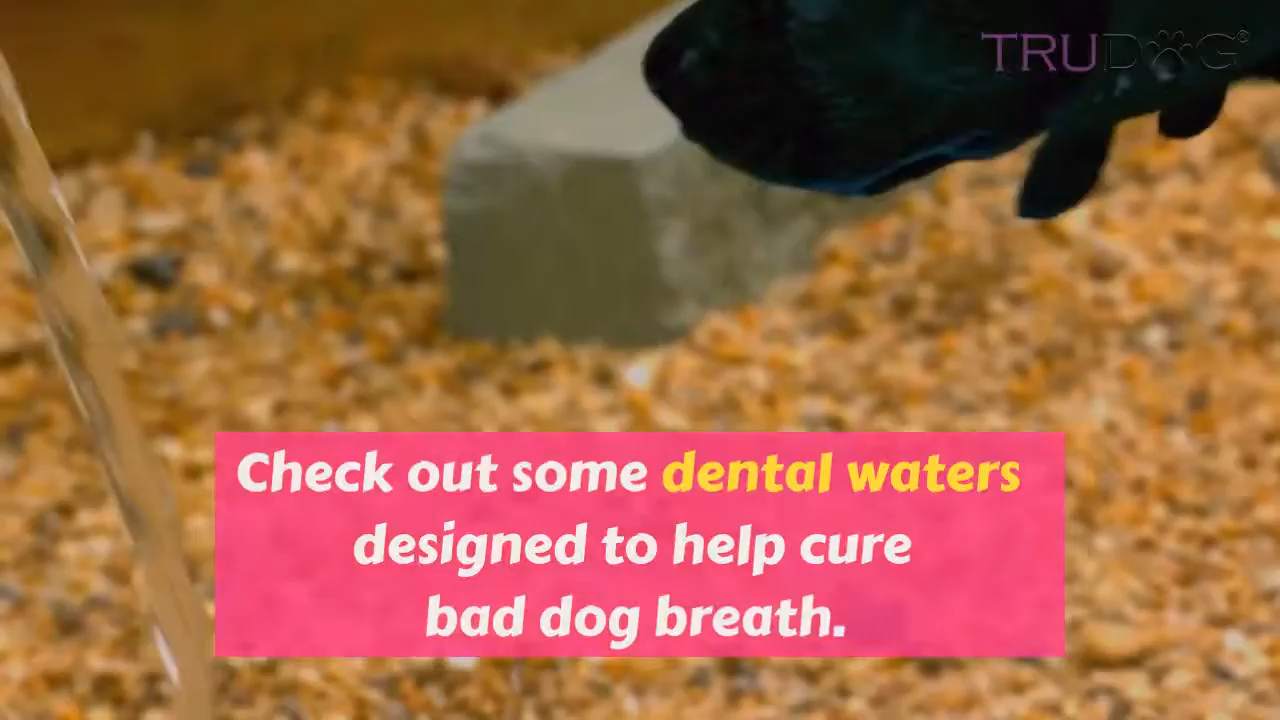 TRUDOG®
Check out some dental waters
designed to help cure
bad dog breath.